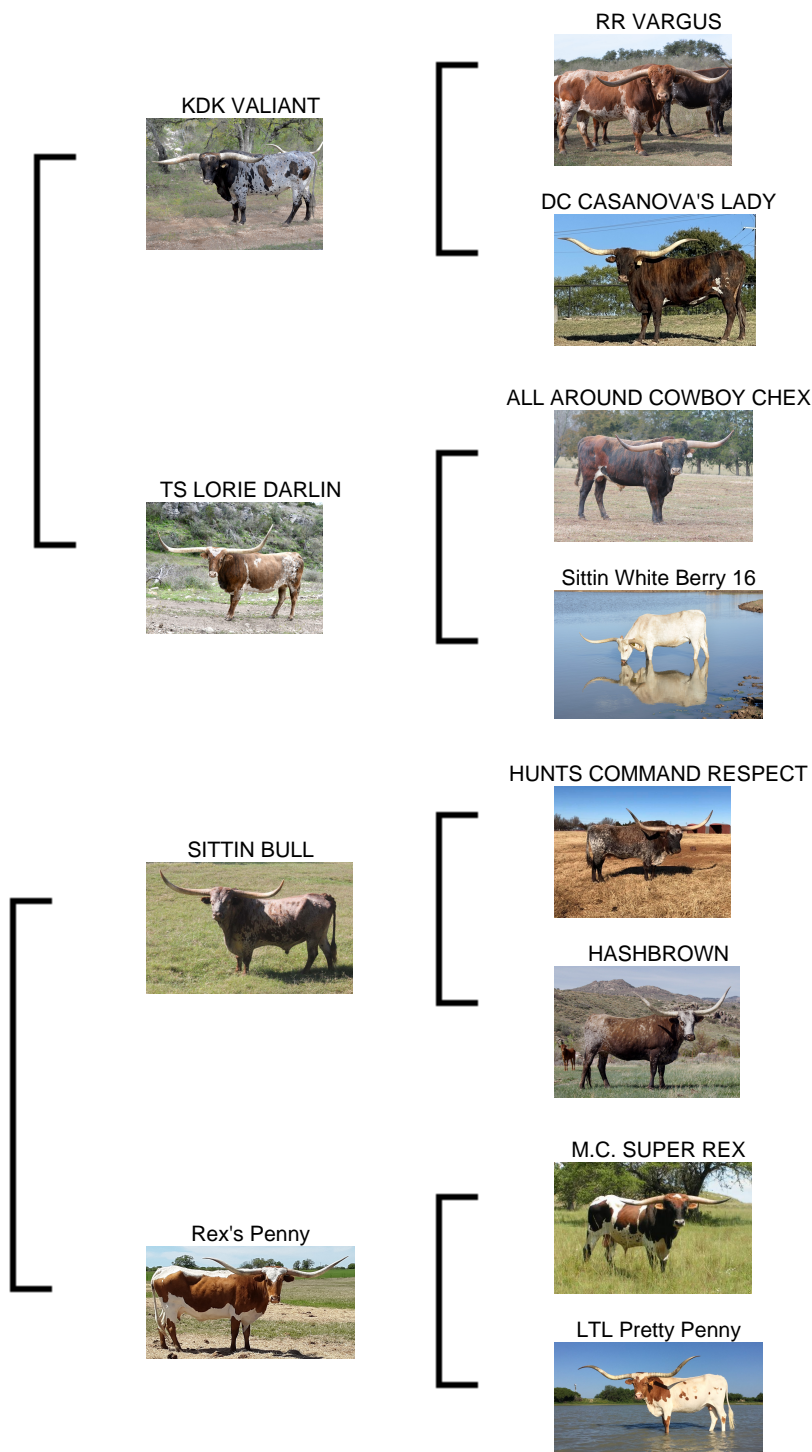 RR VARGUS
KDK VALIANT
DC CASANOVA'S LADY
ALL AROUND COWBOY CHEX
TS LORIE DARLIN
Sittin White Berry 16
HUNTS COMMAND RESPECT
SITTIN BULL
HASHBROWN
M.C. SUPER REX
Rex's Penny
LTL Pretty Penny